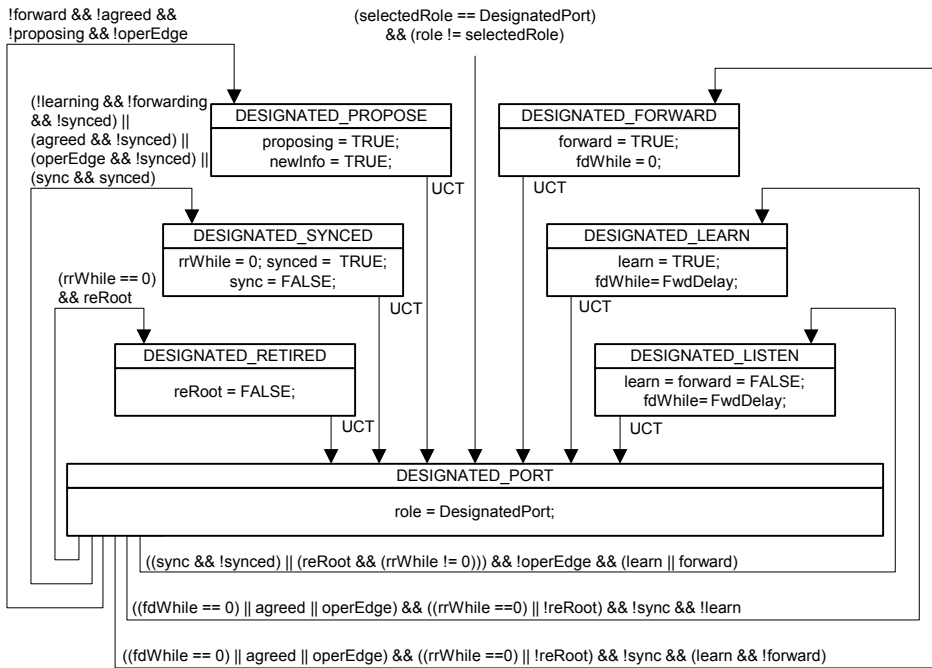 !forward && !agreed &&
!proposing && !operEdge
(selectedRole == DesignatedPort)
&& (role != selectedRole)
(!learning && !forwarding
&& !synced) ||
(agreed && !synced) ||
(operEdge && !synced) ||
(sync && synced)
DESIGNATED_PROPOSE
proposing = TRUE;
newInfo = TRUE;
UCT
DESIGNATED_FORWARD
forward = TRUE;
fdWhile = 0;
UCT
DESIGNATED_SYNCED
rrWhile = 0; synced = TRUE;
sync = FALSE;
UCT
DESIGNATED_LEARN
learn = TRUE;
fdWhile= FwdDelay;
UCT
(rrWhile == 0)
&& reRoot
DESIGNATED_RETIRED
reRoot = FALSE;
UCT
DESIGNATED_LISTEN
learn = forward = FALSE;
fdWhile= FwdDelay;
UCT
DESIGNATED_PORT
role = DesignatedPort;
((sync && !synced) || (reRoot && (rrWhile != 0))) && !operEdge && (learn || forward)
((fdWhile == 0) || agreed || operEdge) && ((rrWhile ==0) || !reRoot) && !sync && !learn
((fdWhile == 0) || agreed || operEdge) && ((rrWhile ==0) || !reRoot) && !sync && (learn && !forward)